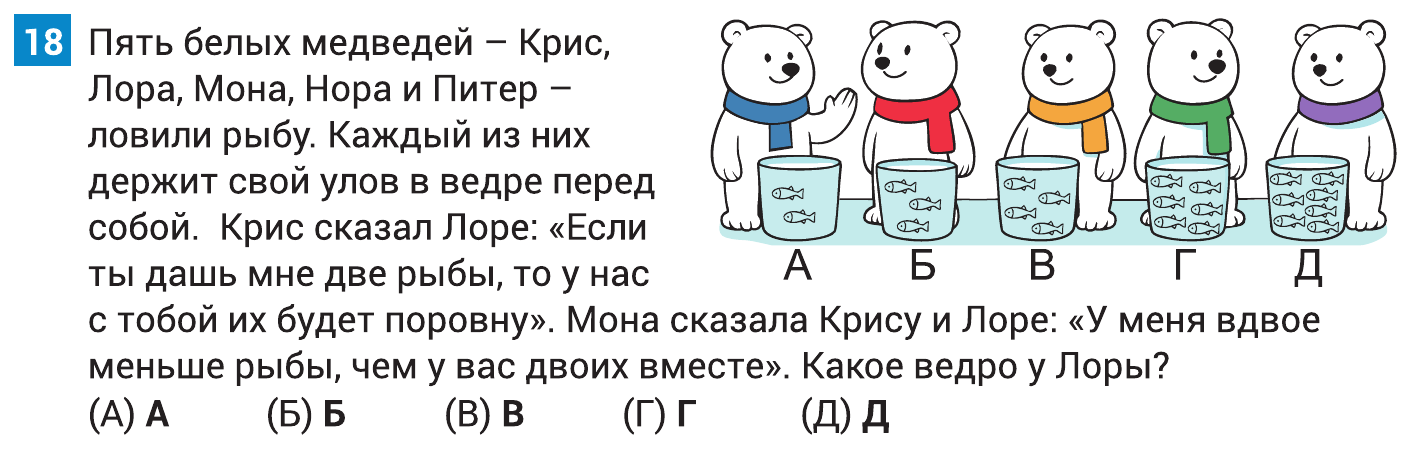 18 Пять белых медведей – Крис,
Лора, Мона, Нора и Питер –
ловили рыбу. Каждый из них
держит свой улов в ведре перед
собой. Крис сказал Лоре: «Если
ты дашь мне две рыбы, то у нас
с тобой их будет поровну». Мона сказала Крису и Лоре: «У меня вдвое
меньше рыбы, чем у вас двоих вместе». Какое ведро у Лоры?
(А) А (Б) Б (В) В (Г) Г (Д) Д
А Б В Г Д